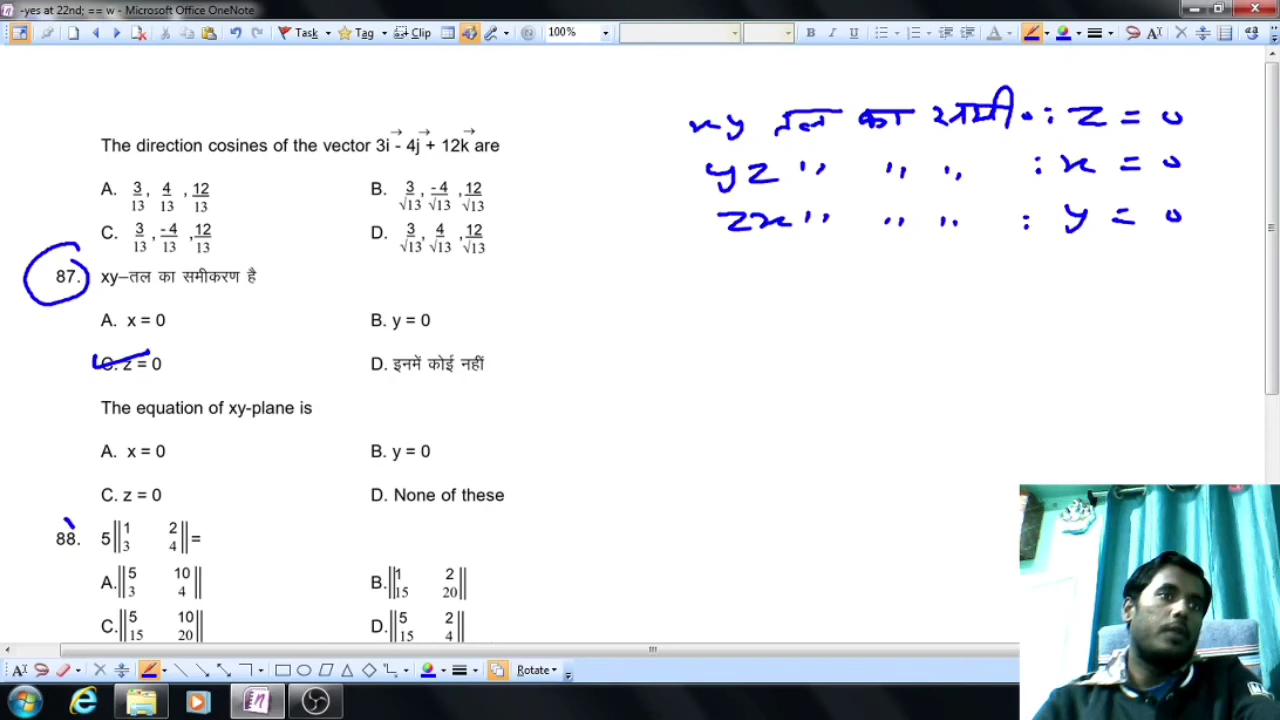 -yes at 22nd; == w - Microsoft Office OneNote
Task Tag Clip 100% B I U
The direction cosines of the vector 3i→ - 4j→ + 12k→ are
A. 3/13, 4/13, 12/13 B. 3/√13, -4/√13, 12/√13
C. 3/13, -4/13, 12/13 D. 3/√13, 4/√13, 12/√13
87. xy–तल का समीकरण है
A. x = 0 B. y = 0
C. z = 0 D. इनमें कोई नहीं
The equation of xy-plane is
A. x = 0 B. y = 0
C. z = 0 D. None of these
88. 5 || 1 2 || =
3 4
A. || 5 10 || B. || 1 2 ||
3 4 15 20
C. || 5 10 || D. || 5 2 ||
15 20 15 4
xy तल का समी० : z = 0
yz " " " : x = 0
zx " " " : y = 0
Rotate